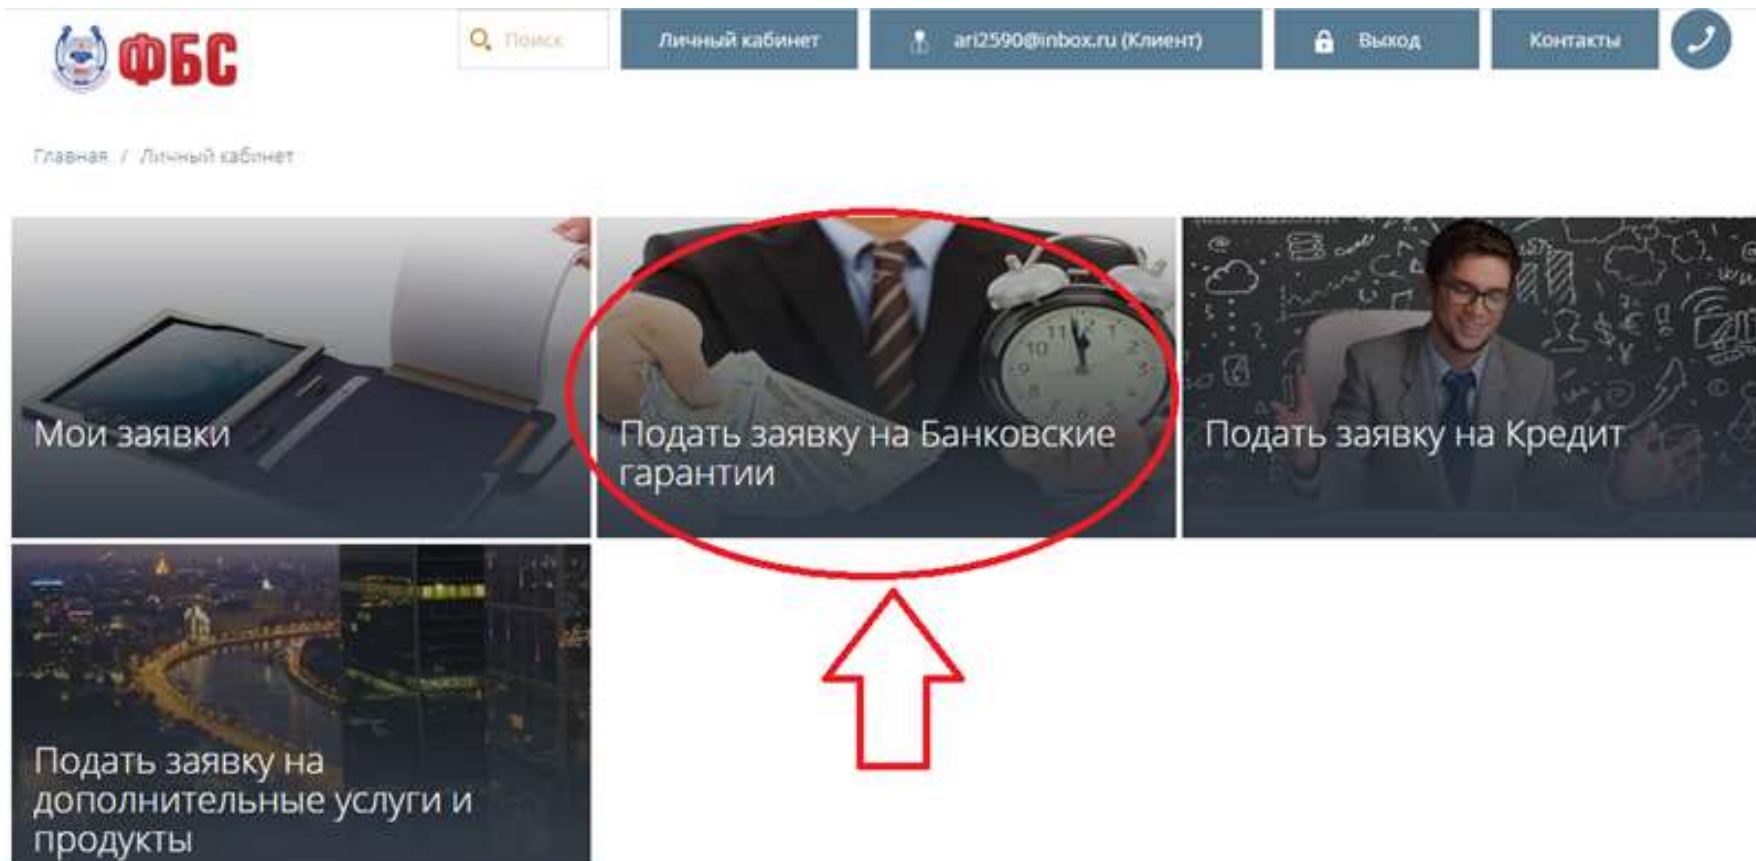 ФБС
Поиск
Личный кабинет
ari2590@inbox.ru (Клиент)
Выход
Контакты
Главная / Личный кабинет
Мои заявки
Подать заявку на Банковские
гарантии
Подать заявку на Кредит
Подать заявку на
дополнительные услуги и
продукты